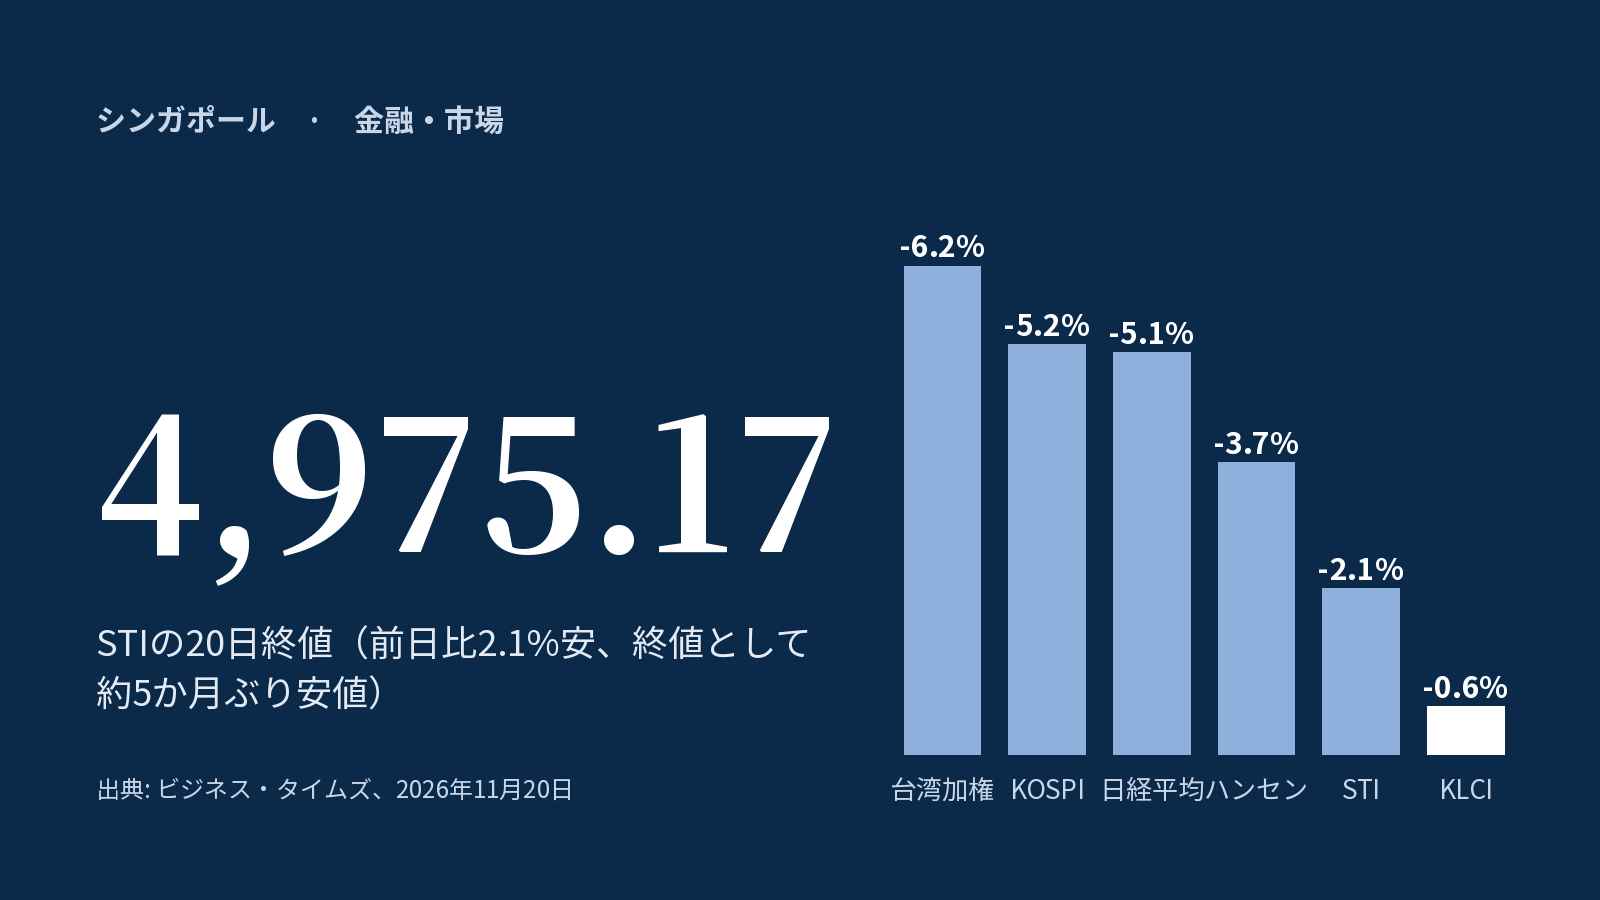 シンガポール · 金融・市場
4,975.17
STIの20日終値（前日比2.1%安、終値として
約5か月ぶり安値）
出典: ビジネス・タイムズ、2026年11月20日
-6.2%
-5.2%
-5.1%
-3.7%
-2.1%
-0.6%
台湾加権 KOSPI 日経平均 ハンセン STI KLCI